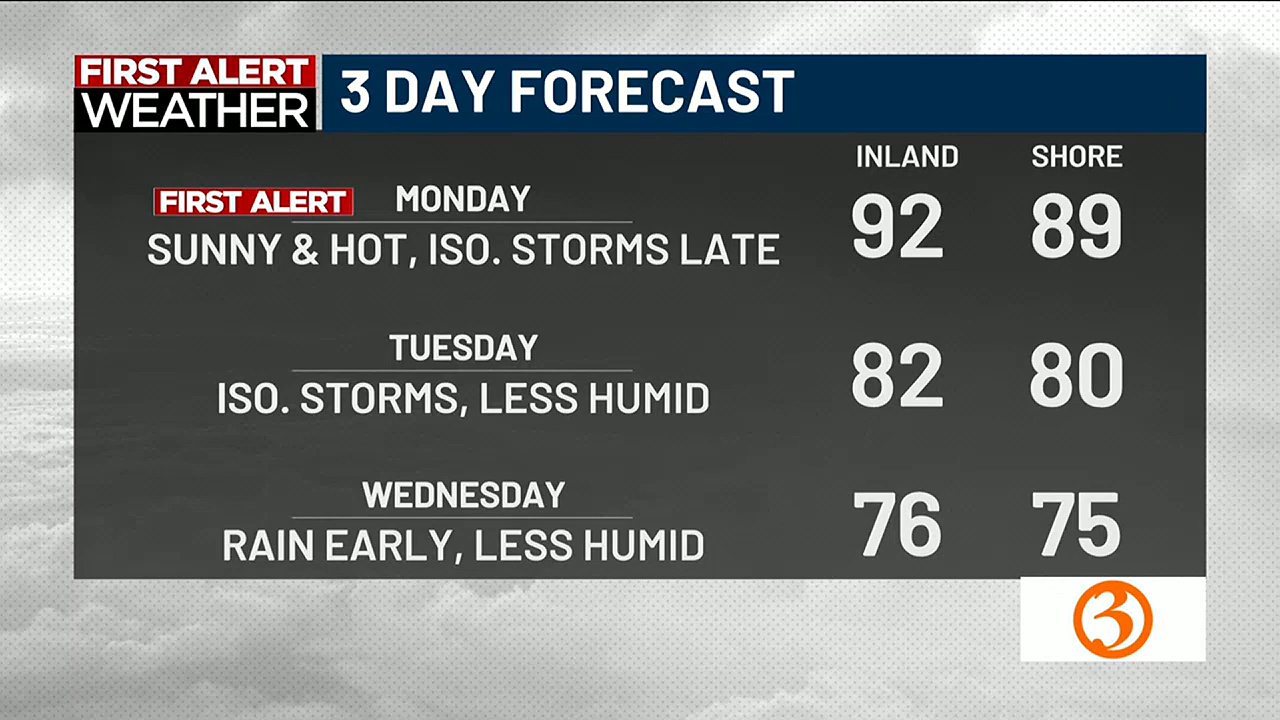 FIRST ALERT
WEATHER
3 DAY FORECAST
INLAND SHORE
FIRST ALERT MONDAY
SUNNY & HOT, ISO. STORMS LATE
92 89
TUESDAY
ISO. STORMS, LESS HUMID
82 80
WEDNESDAY
RAIN EARLY, LESS HUMID
76 75
3